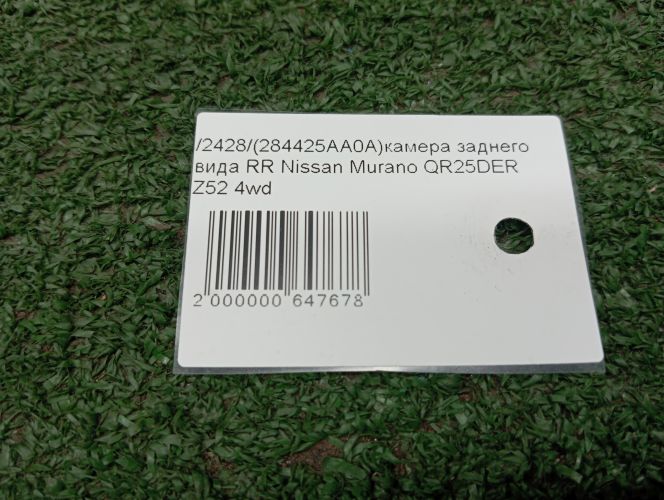 /2428/(284425AA0A)камера заднего
вида RR Nissan Murano QR25DER
Z52 4wd
2 000000 647678